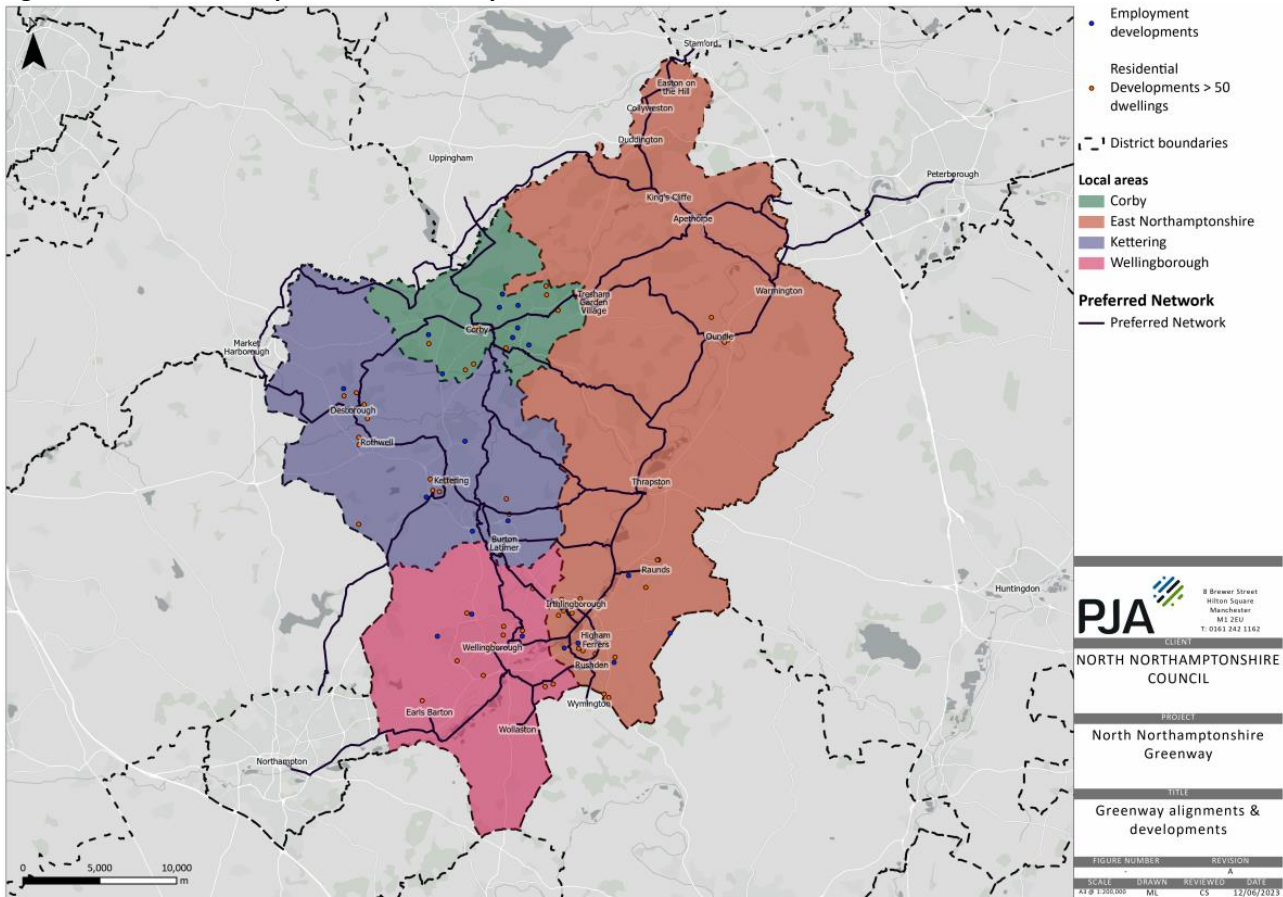 Stamford
Easton on
the Hill
Collyweston
Duddington
Uppingham
Peterborough
King's Cliffe
Apethorpe
Warmington
Tresham
Garden
Village
Corby
Oundle
Market
Harborough
Desborough
Rothwell
Kettering
Thrapston
Burton
Latimer
Raunds
Huntingdon
Irthlingborough
Higham
Ferrers
Wellingborough
Rushden
Wymington
Earls Barton
Wollaston
Northampton
0 5,000 10,000
m
Employment
developments
Residential
Developments > 50
dwellings
District boundaries
Local areas
Corby
East Northamptonshire
Kettering
Wellingborough
Preferred Network
Preferred Network
PJA
8 Brewer Street
Hilton Square
Manchester
M1 2EU
T: 0161 242 1162
CLIENT
NORTH NORTHAMPTONSHIRE
COUNCIL
PROJECT
North Northamptonshire
Greenway
TITLE
Greenway alignments &
developments
FIGURE NUMBER REVISION
- A
SCALE DRAWN REVIEWED DATE
A3 @ 1:200,000 ML CS 12/06/2023